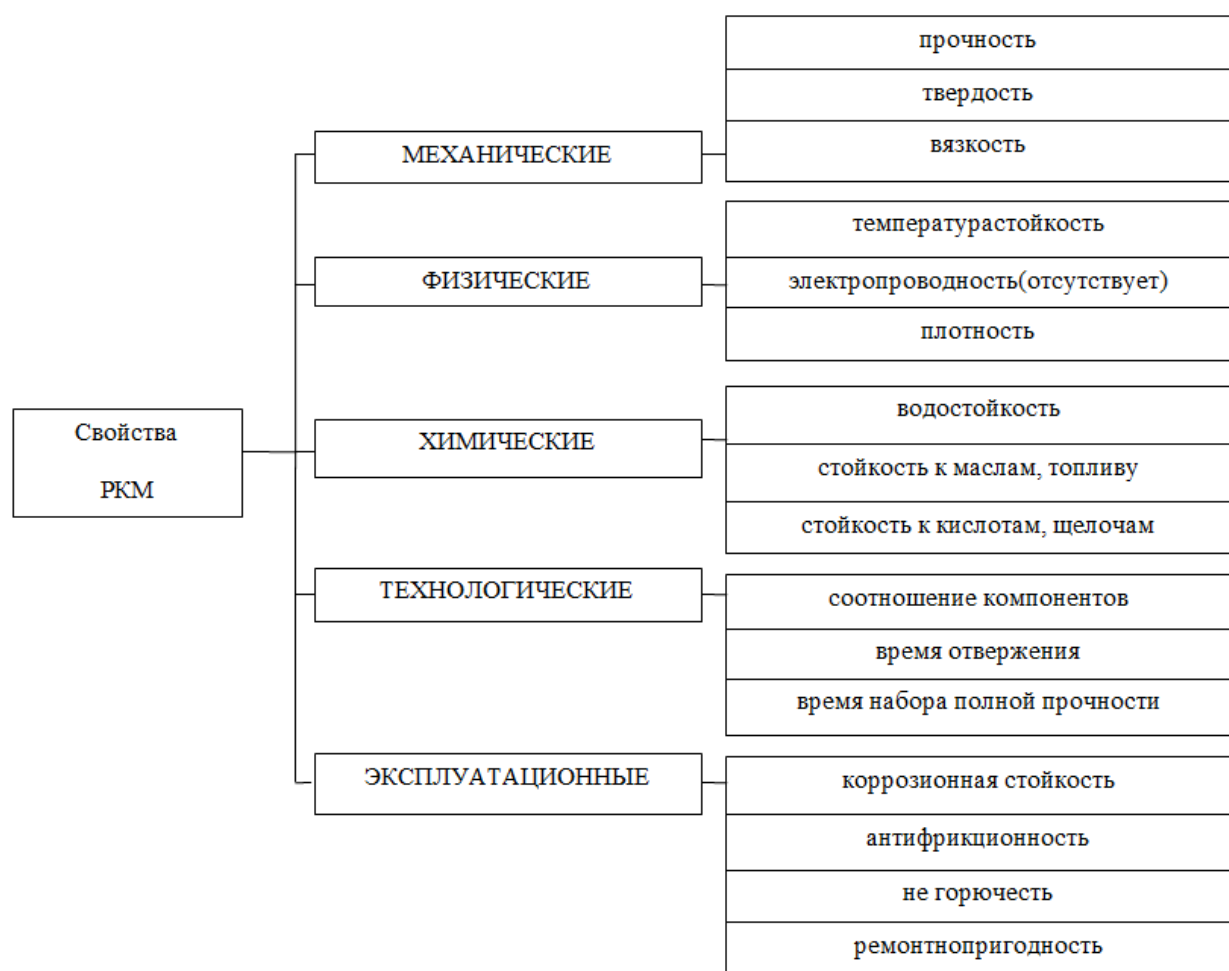 Свойства
РКМ
МЕХАНИЧЕСКИЕ
прочность
твердость
вязкость
ФИЗИЧЕСКИЕ
температурастойкость
электропроводность(отсутствует)
плотность
ХИМИЧЕСКИЕ
водостойкость
стойкость к маслам, топливу
стойкость к кислотам, щелочам
ТЕХНОЛОГИЧЕСКИЕ
соотношение компонентов
время отвержения
время набора полной прочности
ЭКСПЛУАТАЦИОННЫЕ
коррозионная стойкость
антифрикционность
не горючесть
ремонтнопригодность